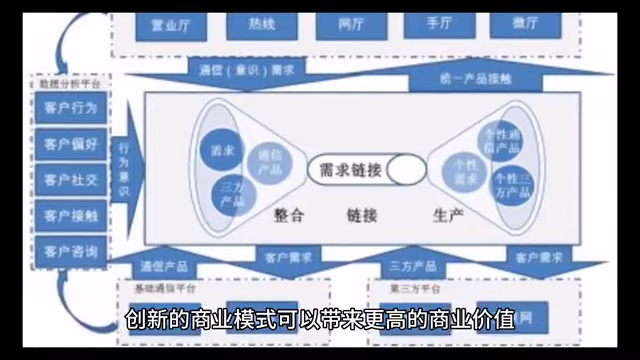 营业厅 热线 网厅 手厅 微厅
通信（意识）需求 统一产品接触
数据分析平台
客户行为
客户偏好
客户社交
客户接触
客户咨询
行为意识
需求
通信产品
三方产品
需求链接
个性通信产品
个性需求
个性三方产品
整合 链接 生产
通信产品 客户需求 三方产品 客户需求
基础通信平台 第三方平台
网
创新的商业模式可以带来更高的商业价值